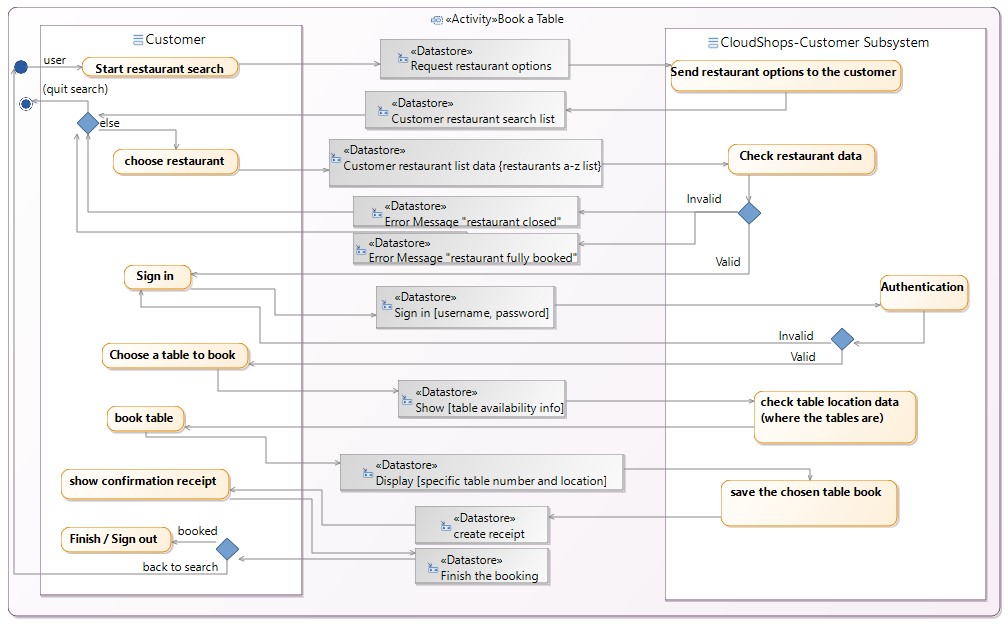 «Activity»Book a Table
Customer
CloudShops-Customer Subsystem
user
Start restaurant search
«Datastore»
Request restaurant options
Send restaurant options to the customer
(quit search)
«Datastore»
Customer restaurant search list
else
choose restaurant
«Datastore»
Customer restaurant list data {restaurants a-z list}
Check restaurant data
Invalid
«Datastore»
Error Message "restaurant closed"
«Datastore»
Error Message "restaurant fully booked"
Valid
Sign in
«Datastore»
Sign in [username, password]
Authentication
Invalid
Valid
Choose a table to book
«Datastore»
Show [table availability info]
check table location data
(where the tables are)
book table
«Datastore»
Display [specific table number and location]
show confirmation receipt
save the chosen table book
«Datastore»
create receipt
booked
Finish / Sign out
«Datastore»
Finish the booking
back to search